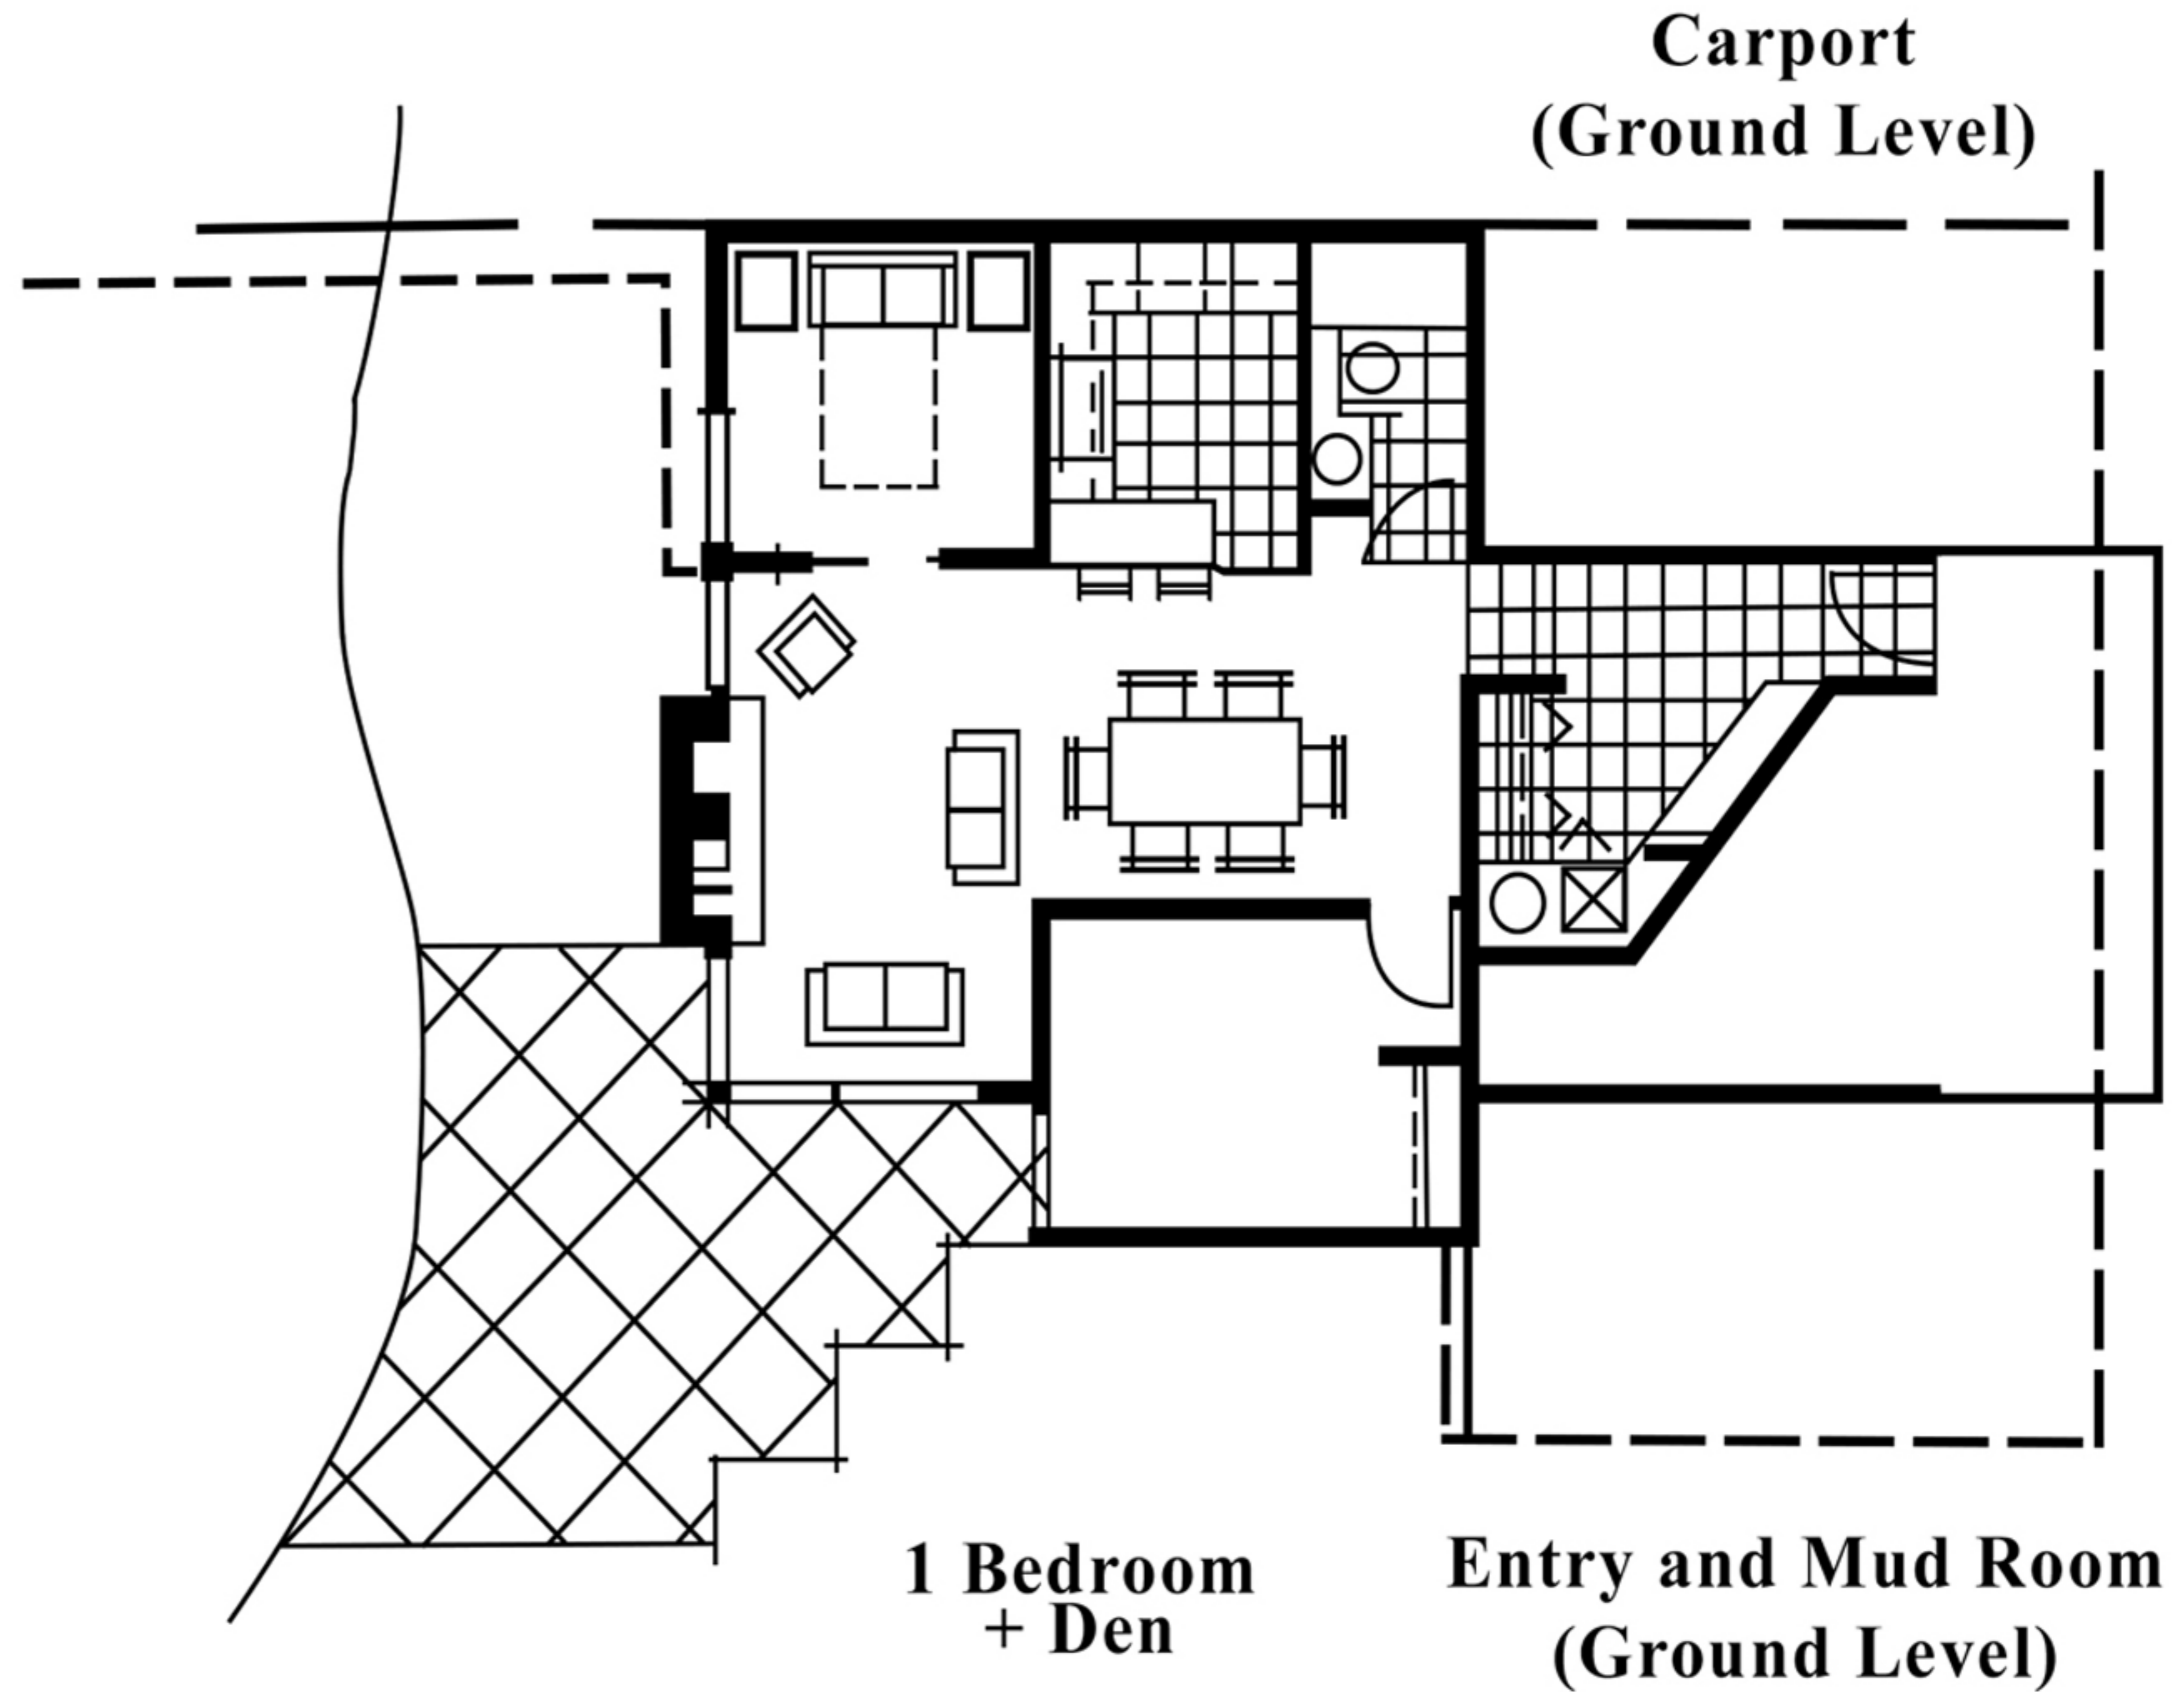 Carport
(Ground Level)
1 Bedroom
+ Den
Entry and Mud Room
(Ground Level)